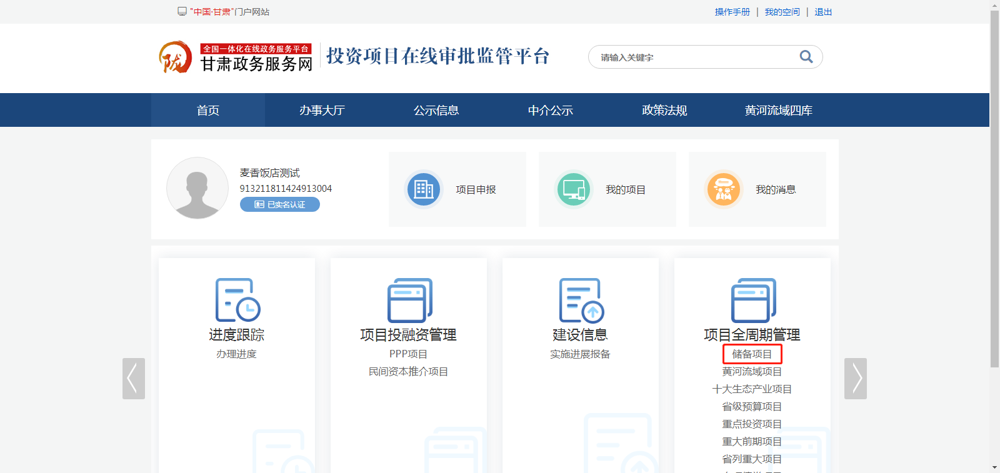 "中国·甘肃"门户网站
操作手册 | 我的空间 | 退出
陇
全国一体化在线政务服务平台
甘肃政务服务网
投资项目在线审批监管平台
请输入关键字
首页 办事大厅 公示信息 中介公示 政策法规 黄河流域四库
麦香饭店测试
913211811424913004
已实名认证
项目申报
我的项目
我的消息
进度跟踪
办理进度
项目投融资管理
PPP项目
民间资本推介项目
建设信息
实施进展报备
项目全周期管理
储备项目
黄河流域项目
十大生态产业项目
省级预算项目
重点投资项目
重大前期项目
省列重大项目